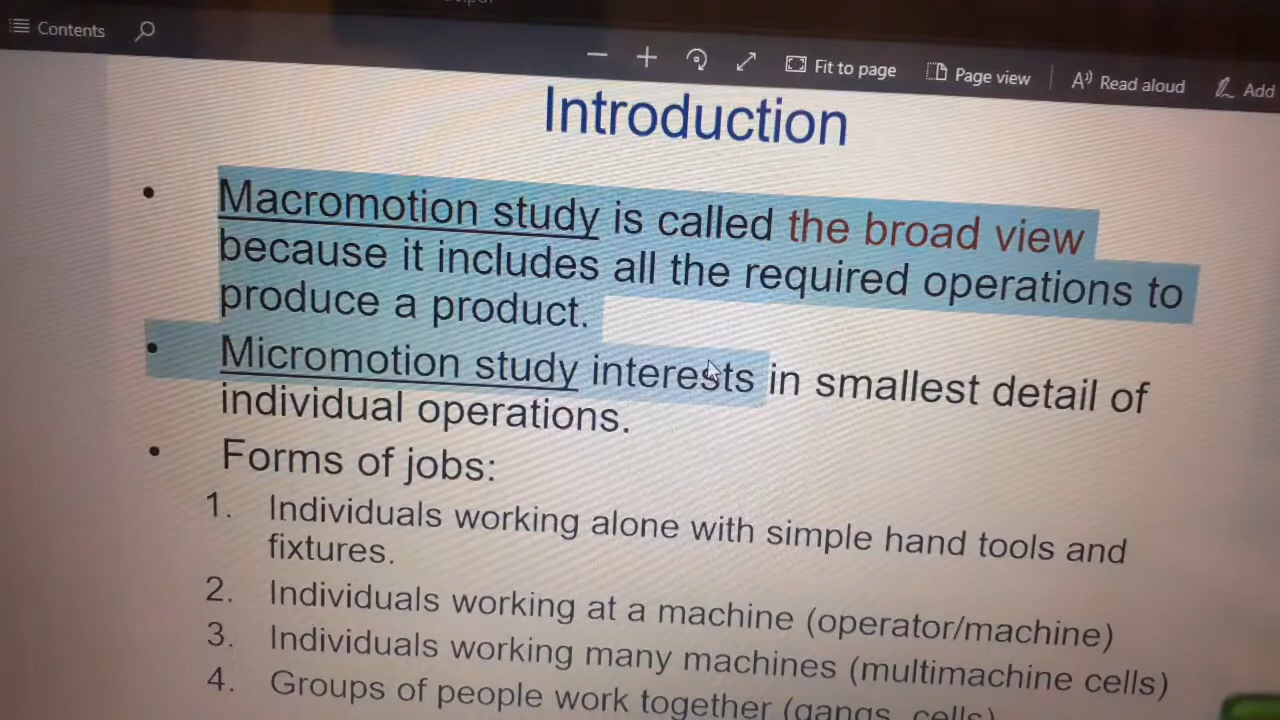 Contents
Fit to page
Page view
Read aloud
Add
Introduction
• Macromotion study is called the broad view
because it includes all the required operations to
produce a product.
• Micromotion study interests in smallest detail of
individual operations.
• Forms of jobs:
1. Individuals working alone with simple hand tools and
fixtures.
2. Individuals working at a machine (operator/machine)
3. Individuals working many machines (multimachine cells)
4. Groups of people work together (gangs, cells)